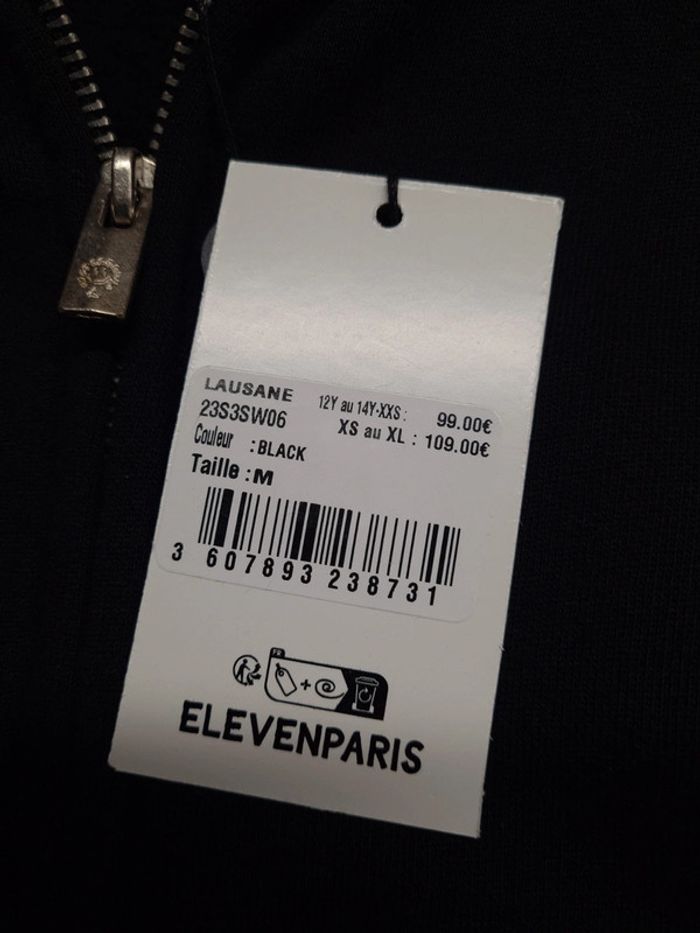 LAUSANE
23S3SW06
Couleur : BLACK
Taille : M
12Y au 14Y-XXS : 99.00€
XS au XL : 109.00€
3 607893 238731
FR
ELEVENPARIS